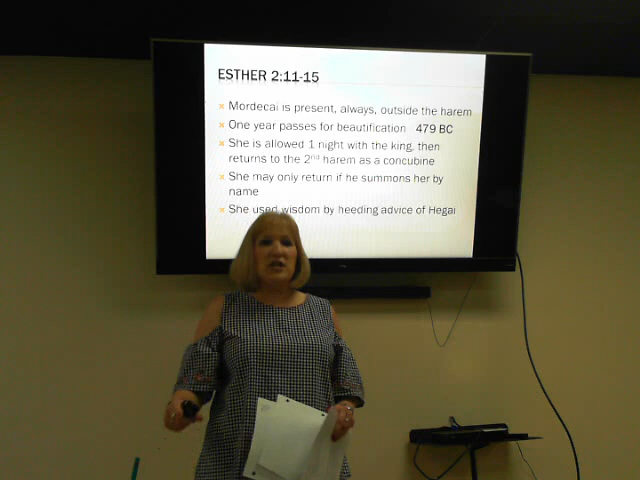 ESTHER 2:11-15
Mordecai is present, always, outside the harem
One year passes for beautification 479 BC
She is allowed 1 night with the king, then
returns to the 2nd harem as a concubine
She may only return if he summons her by
name
She used wisdom by heeding advice of Hegai